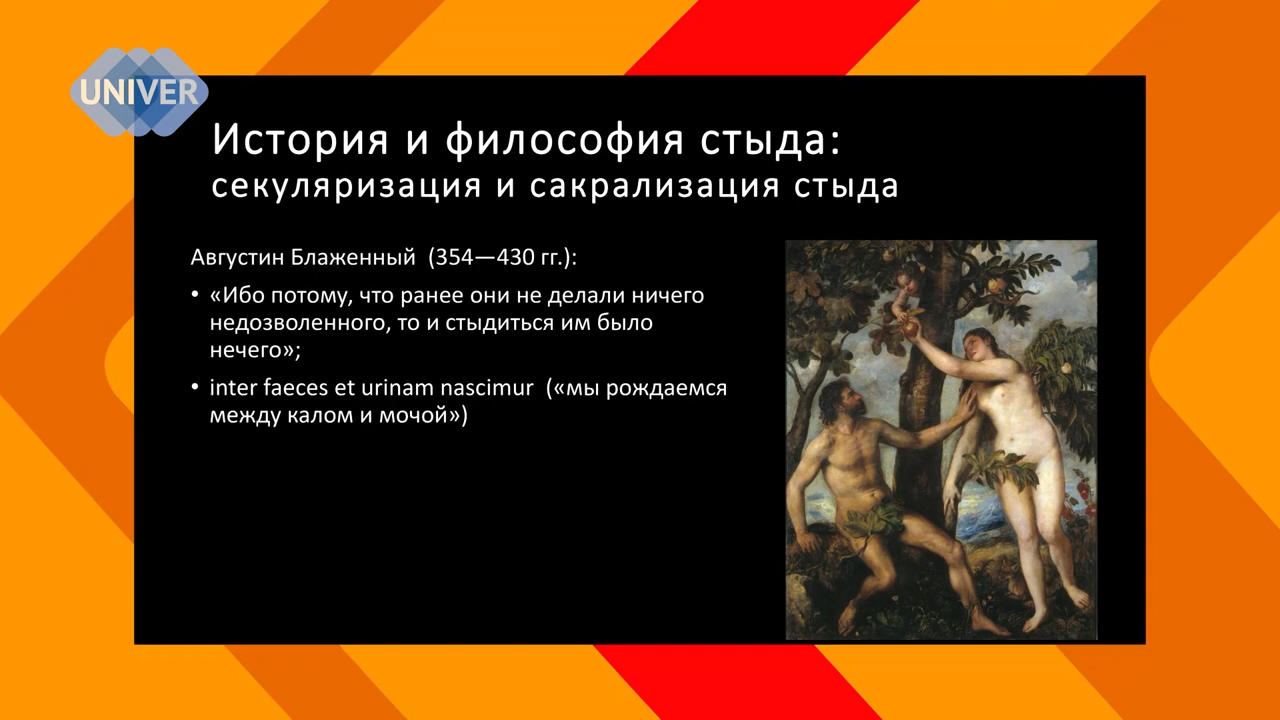 UNIVER
История и философия стыда:
секуляризация и сакрализация стыда
Августин Блаженный (354—430 гг.):
• «Ибо потому, что ранее они не делали ничего
недозволенного, то и стыдиться им было
нечего»;
• inter faeces et urinam nascimur («мы рождаемся
между калом и мочой»)